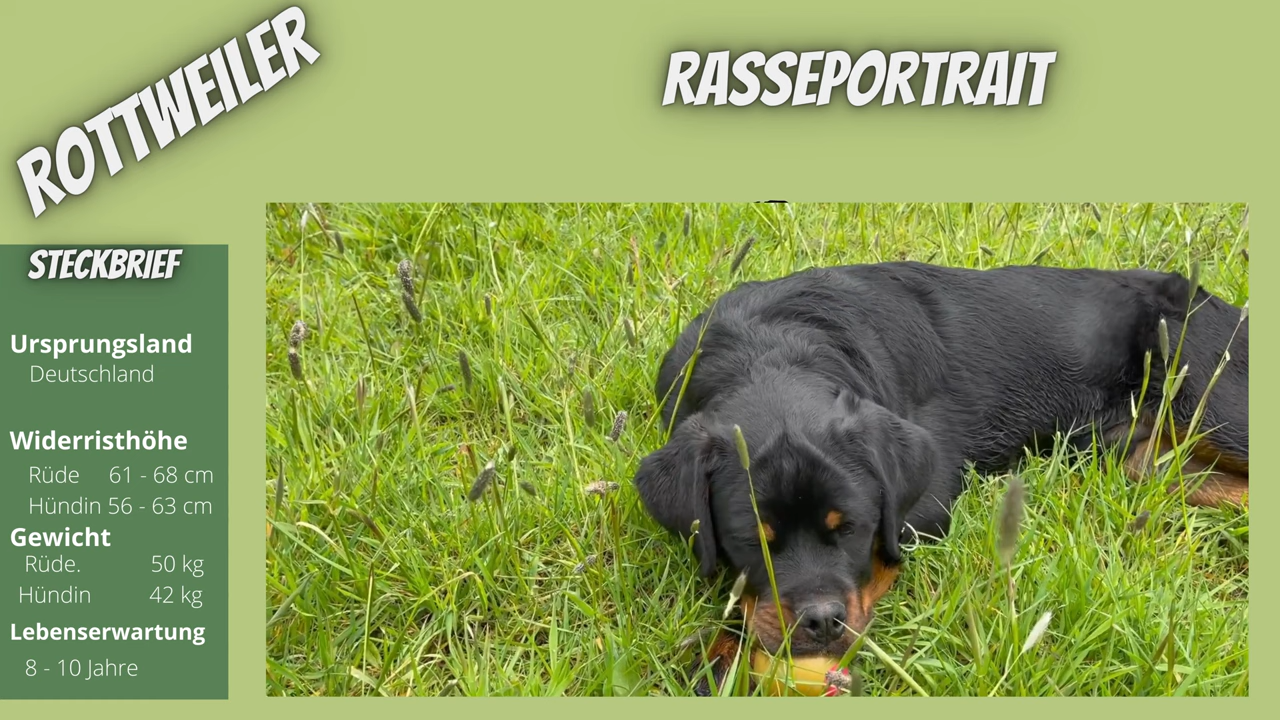 ROTTWEILER
RASSEPORTRAIT
STECKBRIEF
Ursprungsland
Deutschland
Widerristhöhe
Rüde 61 - 68 cm
Hündin 56 - 63 cm
Gewicht
Rüde. 50 kg
Hündin 42 kg
Lebenserwartung
8 - 10 Jahre